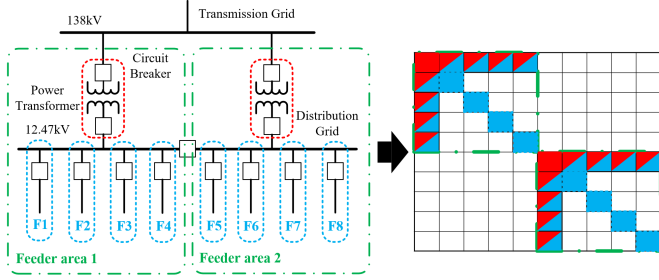 138kV
Transmission Grid
Circuit
Breaker
Power
Transformer
Distribution
Grid
12.47kV
F1 F2 F3 F4 F5 F6 F7 F8
Feeder area 1 Feeder area 2